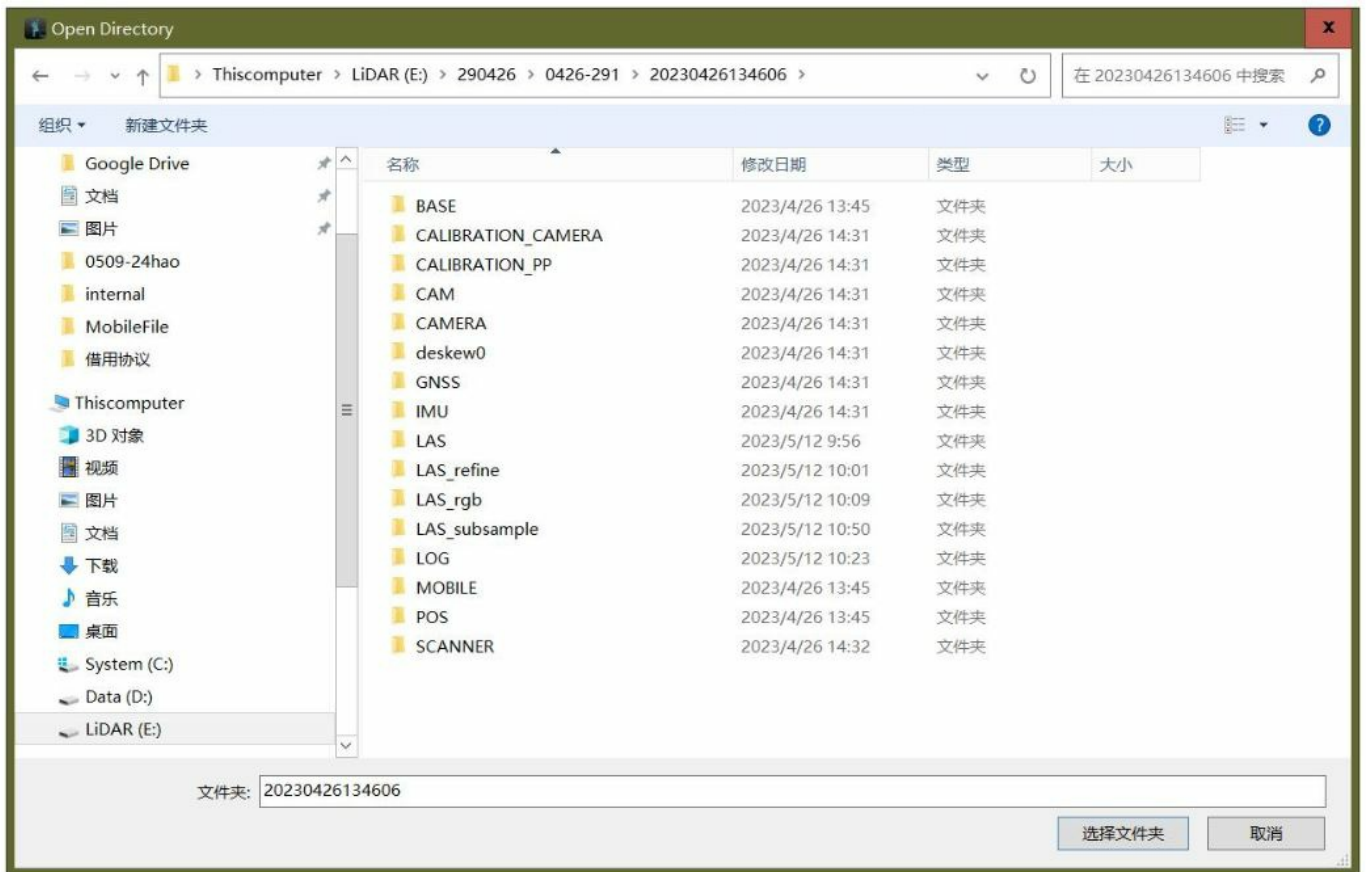 Open Directory
Thiscomputer > LiDAR (E:) > 290426 > 0426-291 > 20230426134606 >
在 20230426134606 中搜索
组织 新建文件夹
名称 修改日期 类型 大小
Google Drive
文档
图片
0509-24hao
internal
MobileFile
借用协议
Thiscomputer
3D 对象
视频
图片
文档
下载
音乐
桌面
System (C:)
Data (D:)
LiDAR (E:)
BASE 2023/4/26 13:45 文件夹
CALIBRATION_CAMERA 2023/4/26 14:31 文件夹
CALIBRATION_PP 2023/4/26 14:31 文件夹
CAM 2023/4/26 14:31 文件夹
CAMERA 2023/4/26 14:31 文件夹
deskew0 2023/4/26 14:31 文件夹
GNSS 2023/4/26 14:31 文件夹
IMU 2023/4/26 14:31 文件夹
LAS 2023/5/12 9:56 文件夹
LAS_refine 2023/5/12 10:01 文件夹
LAS_rgb 2023/5/12 10:09 文件夹
LAS_subsample 2023/5/12 10:50 文件夹
LOG 2023/5/12 10:23 文件夹
MOBILE 2023/4/26 13:45 文件夹
POS 2023/4/26 13:45 文件夹
SCANNER 2023/4/26 14:32 文件夹
文件夹: 20230426134606
选择文件夹 取消